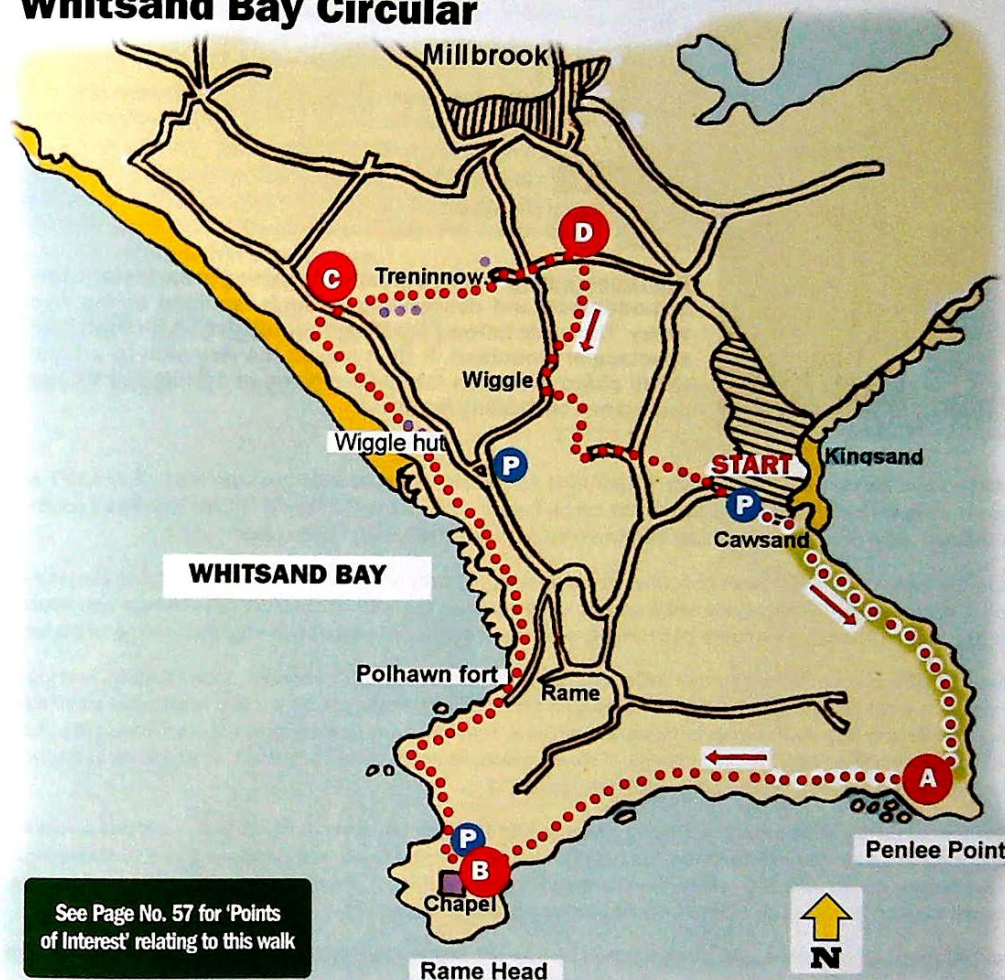 Whitsand Bay Circular
Millbrook
D
C
Treninnow
Wiggle
Wiggle hut
P
START
Kingsand
P
Cawsand
WHITSAND BAY
Polhawn fort
Rame
A
P
Penlee Point
B
Chapel
See Page No. 57 for 'Points
of Interest' relating to this walk
N
Rame Head